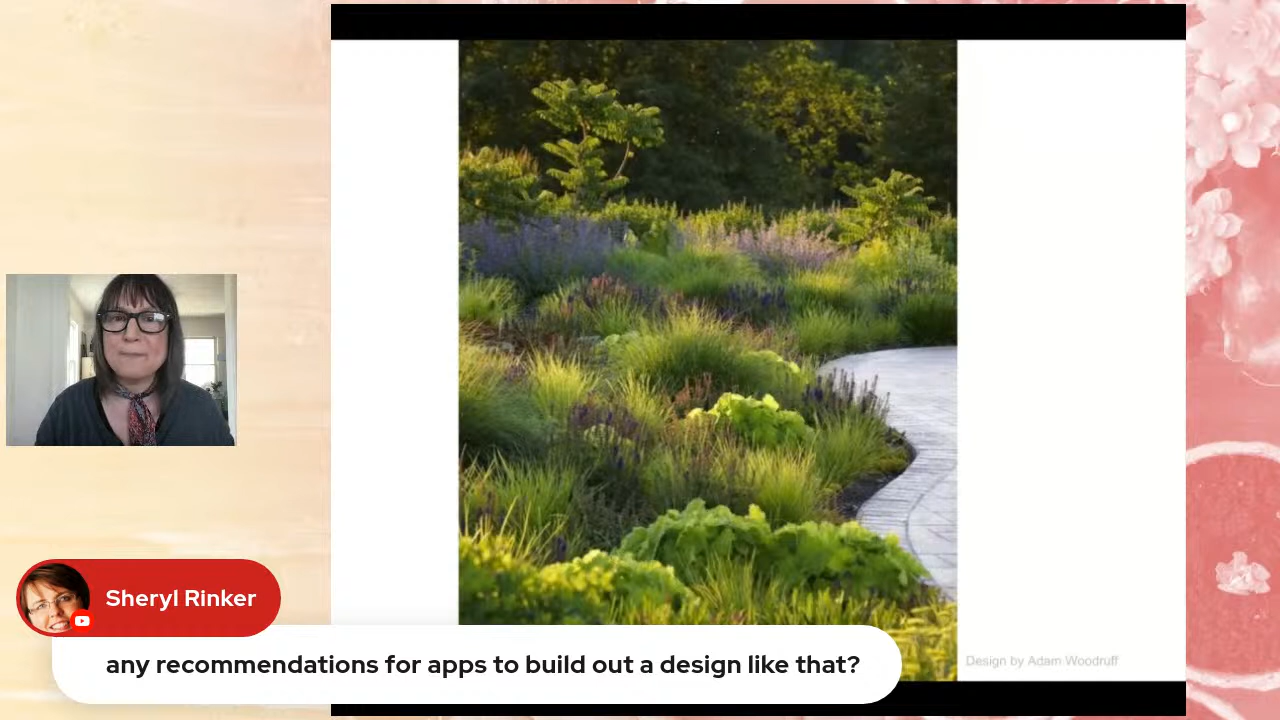 Design by Adam Woodruff
Sheryl Rinker
any recommendations for apps to build out a design like that?